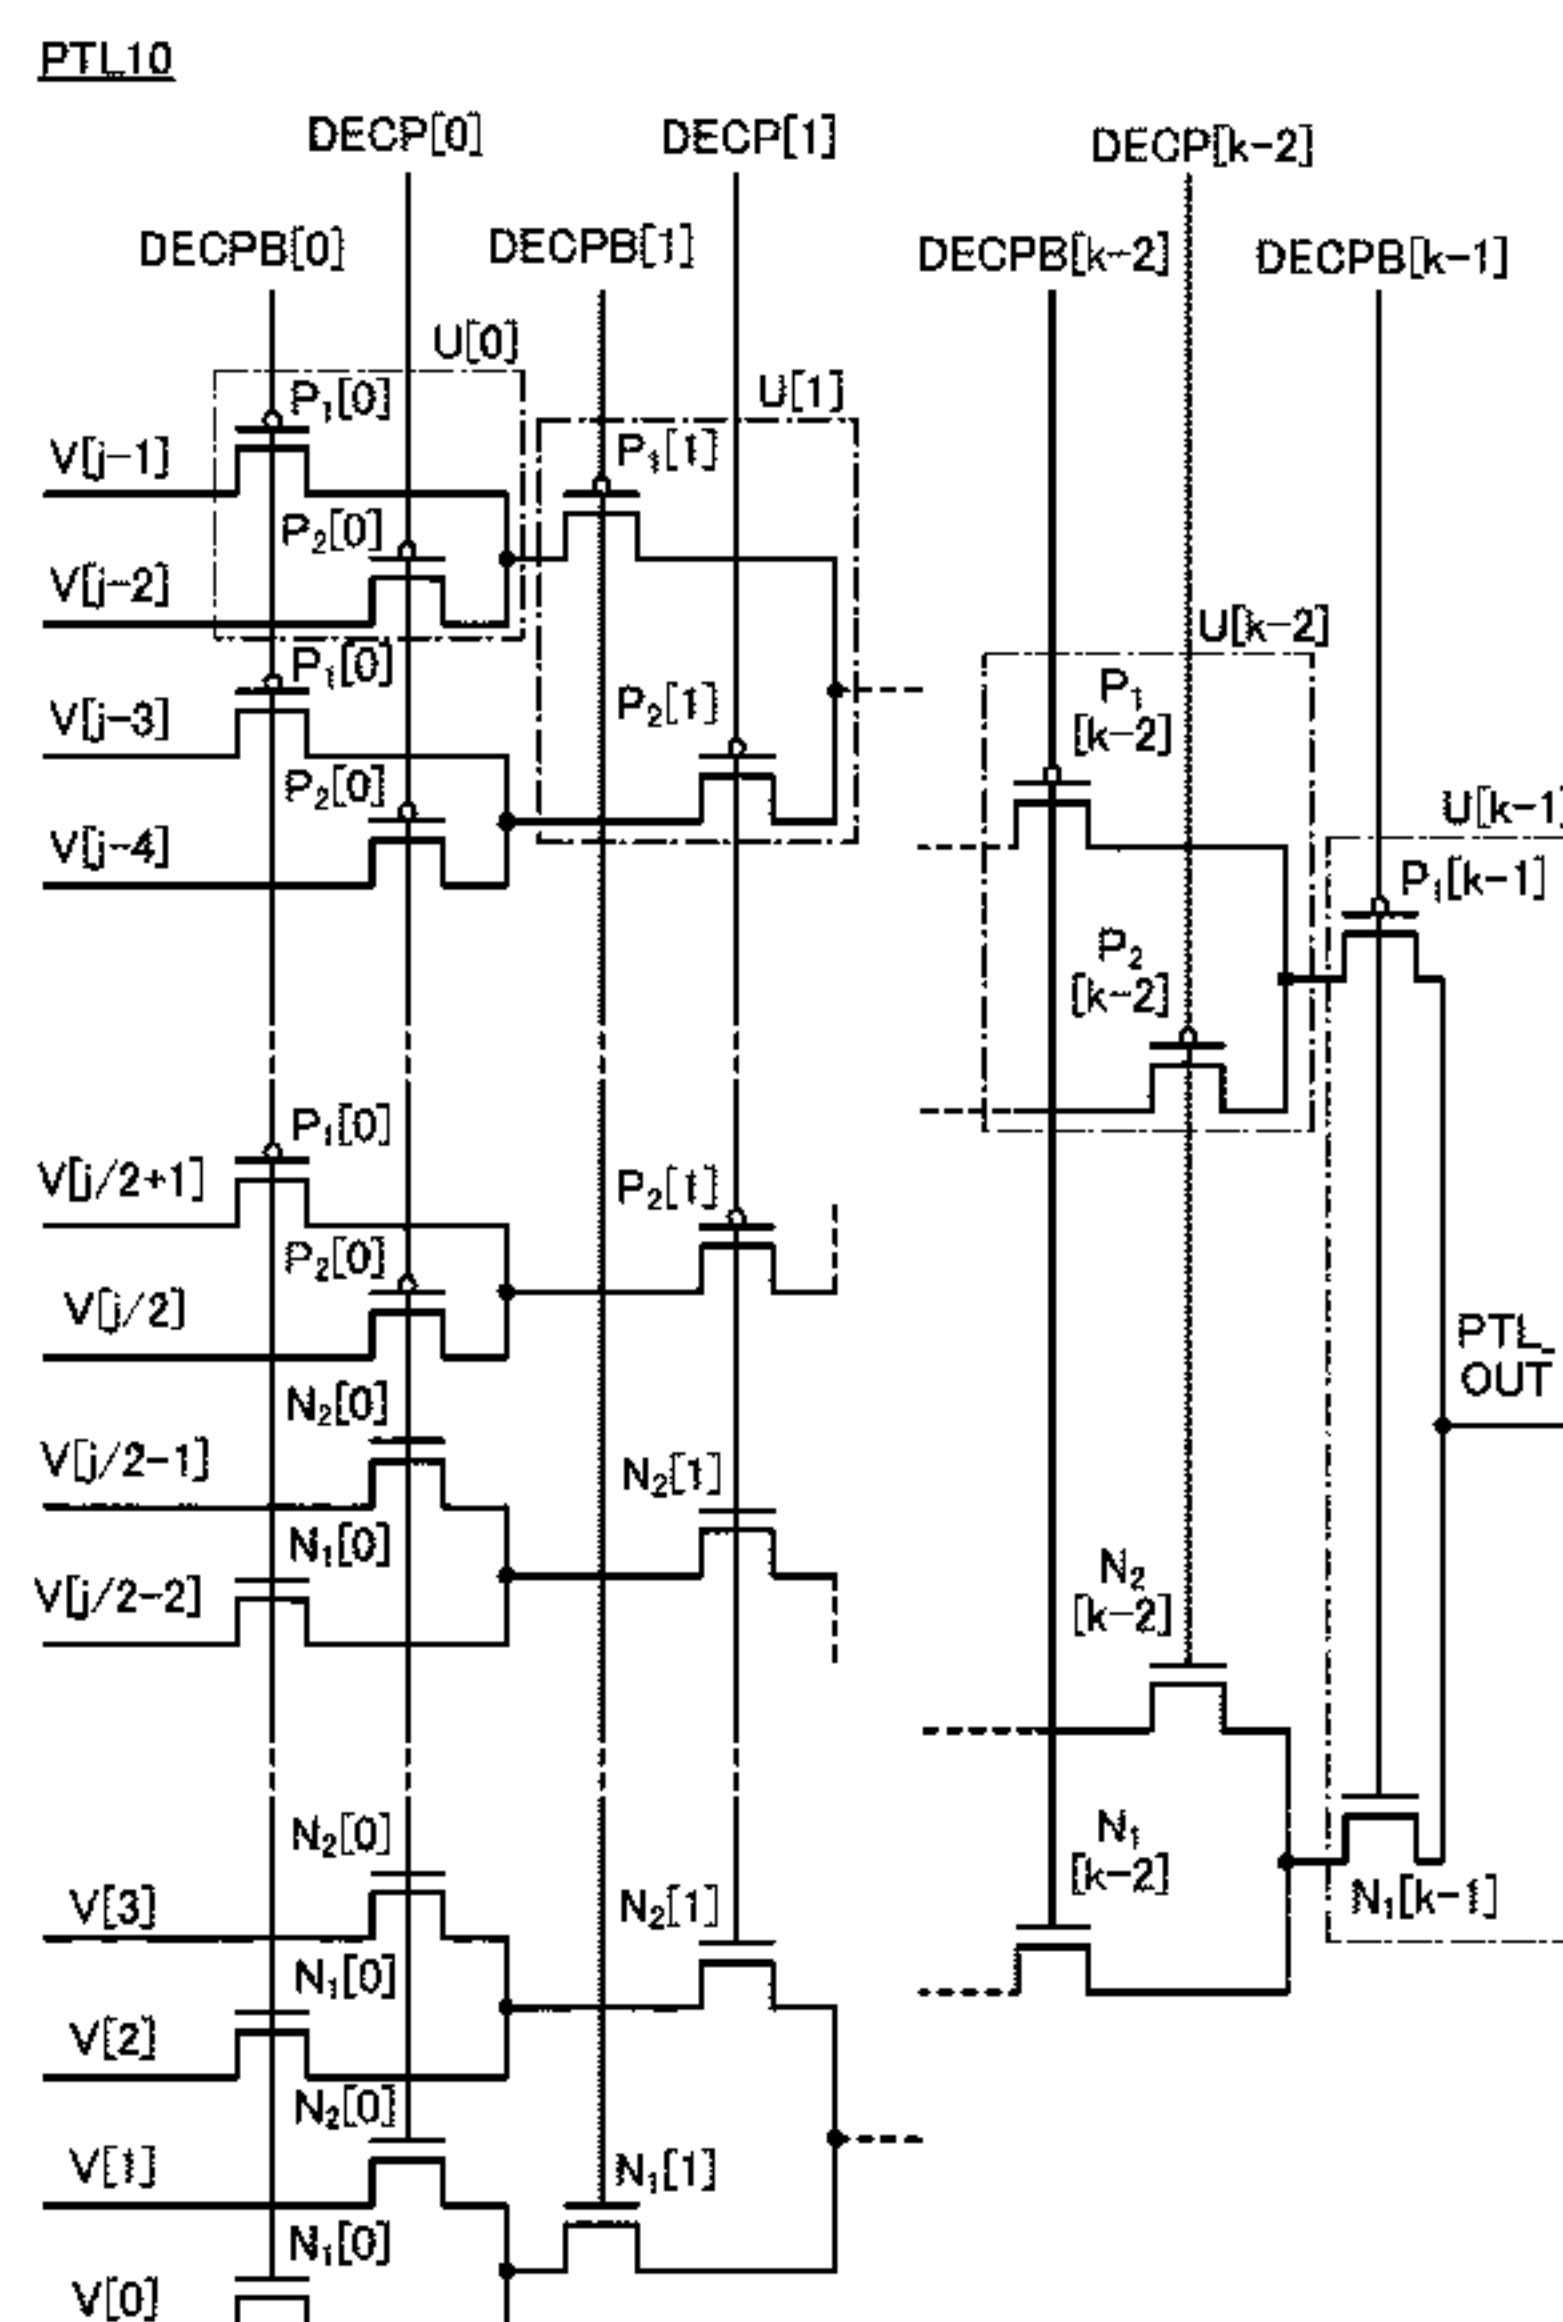 PTL10
DECP[0]
DECP[1]
DECP[k-2]
DECPB[0]
DECPB[1]
DECPB[k-2]
DECPB[k-1]
U[0]
U[1]
P1[0]
V[j-1]
P1[1]
P2[0]
V[j-2]
U[k-2]
P1[0]
V[j-3]
P2[1]
P1
[k-2]
P2[0]
V[j-4]
U[k-1]
P1[k-1]
P2
[k-2]
P1[0]
V[j/2+1]
P2[1]
P2[0]
V[j/2]
PTL_
OUT
N2[0]
V[j/2-1]
N2[1]
N1[0]
V[j/2-2]
N2
[k-2]
N2[0]
V[3]
N2[1]
N1
[k-2]
N1[k-1]
N1[0]
V[2]
N2[0]
V[1]
N1[1]
N1[0]
V[0]